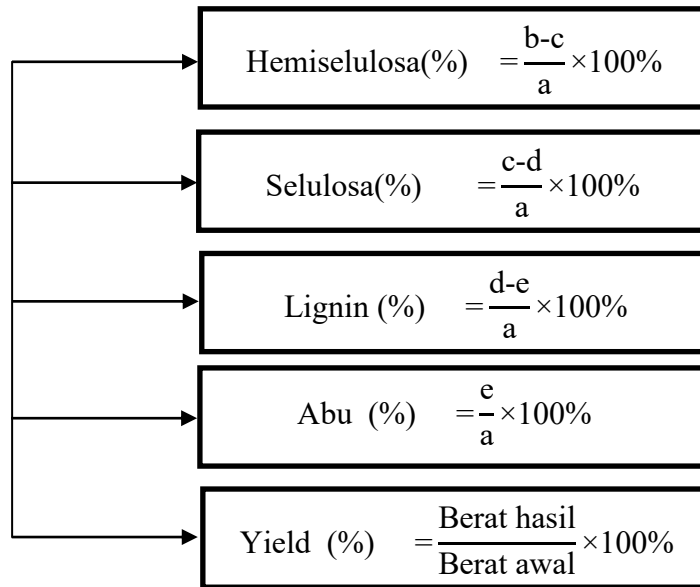 Hemiselulosa(%) = b-c/a ×100%
Selulosa(%) = c-d/a ×100%
Lignin (%) = d-e/a ×100%
Abu (%) = e/a ×100%
Yield (%) = Berat hasil/Berat awal ×100%